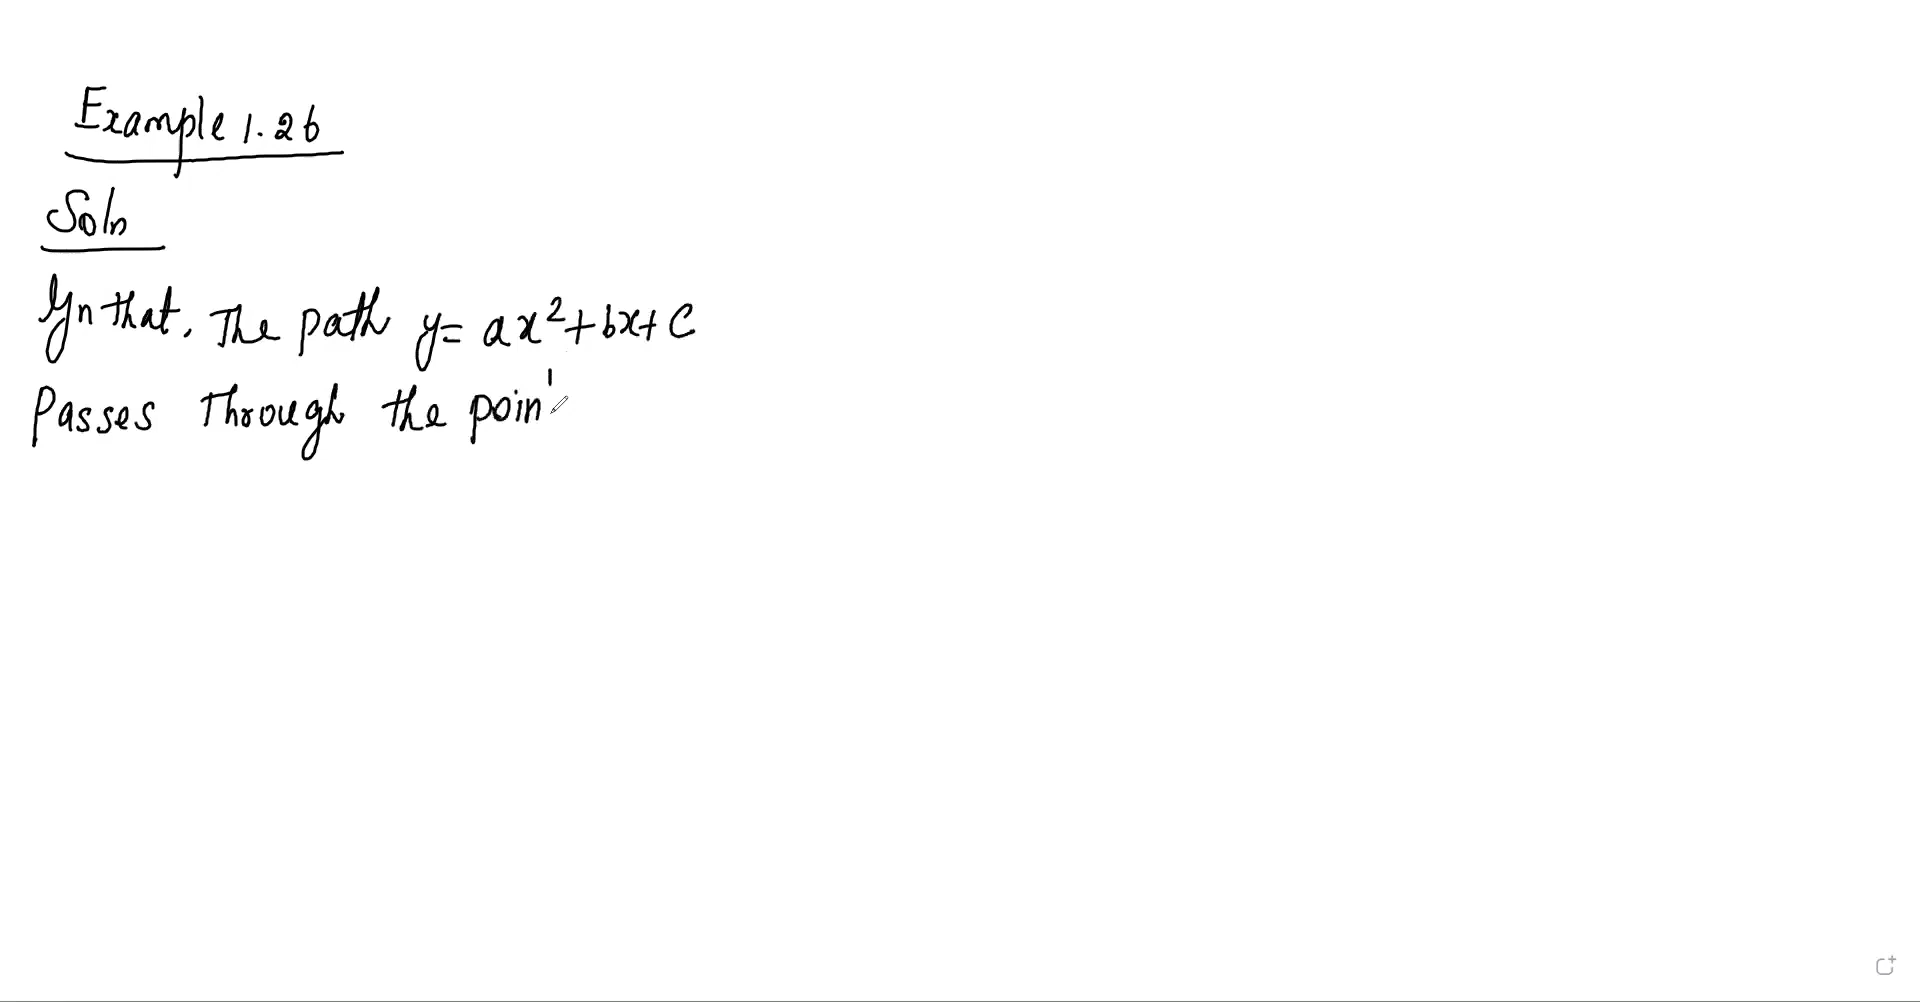 Example 1.26
Soln
Gn that, The path y = ax²+bx+c
Passes Through the poin